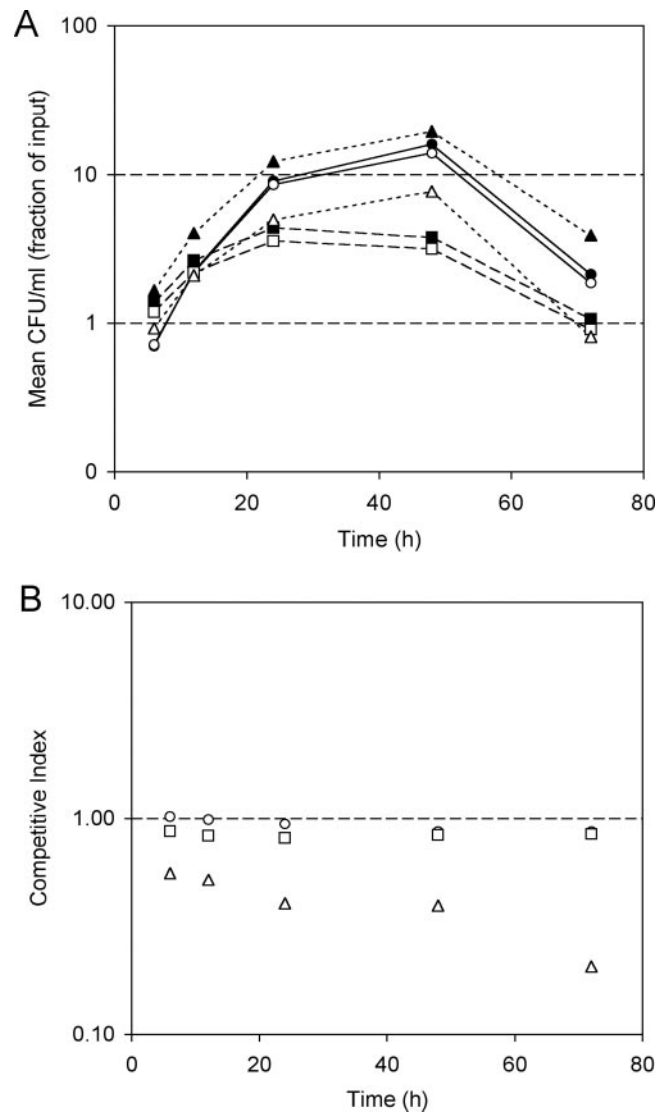 A
100
10
1
0
Mean CFU/ml (fraction of input)
0 20 40 60 80
Time (h)
B
10.00
1.00
0.10
Competitive Index
0 20 40 60 80
Time (h)